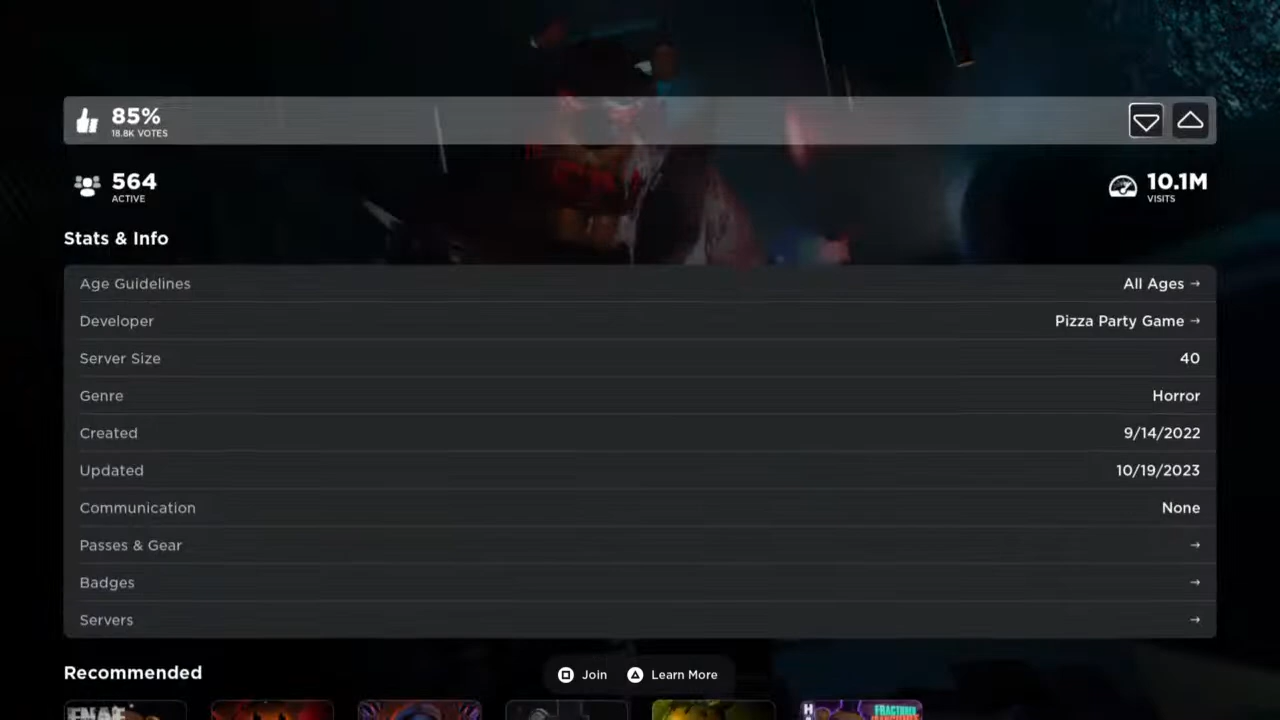 85%
18.8K VOTES
564
ACTIVE
10.1M
VISITS
Stats & Info
Age Guidelines All Ages →
Developer Pizza Party Game →
Server Size 40
Genre Horror
Created 9/14/2022
Updated 10/19/2023
Communication None
Passes & Gear →
Badges →
Servers →
Recommended
Join Learn More